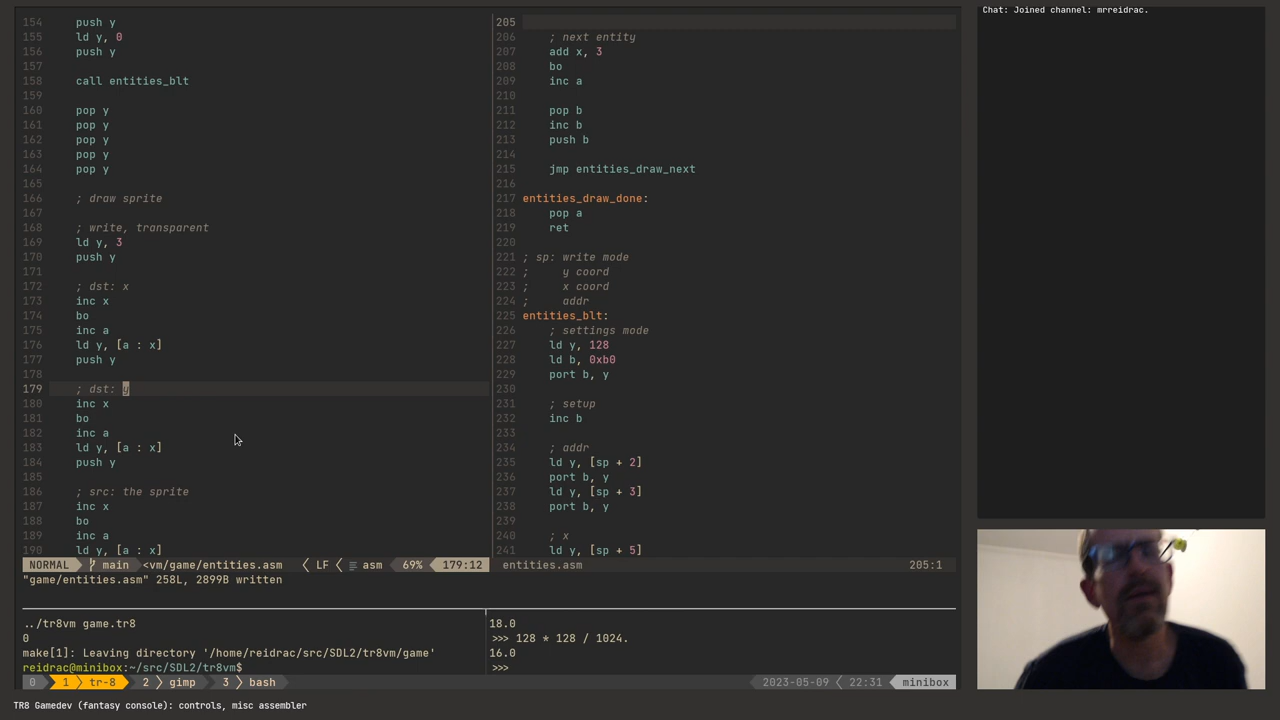 154 push y
155 ld y, 0
156 push y
157
158 call entities_blt
159
160 pop y
161 pop y
162 pop y
163 pop y
164 pop y
165
166 ; draw sprite
167
168 ; write, transparent
169 ld y, 3
170 push y
171
172 ; dst: x
173 inc x
174 bo
175 inc a
176 ld y, [a : x]
177 push y
178
179 ; dst: y
180 inc x
181 bo
182 inc a
183 ld y, [a : x]
184 push y
185
186 ; src: the sprite
187 inc x
188 bo
189 inc a
190 ld y, [a : x]
NORMAL main <vm/game/entities.asm LF asm 69% 179:12
"game/entities.asm" 258L, 2899B written
205
206 ; next entity
207 add x, 3
208 bo
209 inc a
210
211 pop b
212 inc b
213 push b
214
215 jmp entities_draw_next
216
217 entities_draw_done:
218 pop a
219 ret
220
221 ; sp: write mode
222 ; y coord
223 ; x coord
224 ; addr
225 entities_blt:
226 ; settings mode
227 ld y, 128
228 ld b, 0xb0
229 port b, y
230
231 ; setup
232 inc b
233
234 ; addr
235 ld y, [sp + 2]
236 port b, y
237 ld y, [sp + 3]
238 port b, y
239
240 ; x
241 ld y, [sp + 5]
entities.asm 205:1
../tr8vm game.tr8
0
make[1]: Leaving directory '/home/reidrac/src/SDL2/tr8vm/game'
reidrac@minibox:~/src/SDL2/tr8vm$
18.0
>>> 128 * 128 / 1024.
16.0
>>>
0 1 tr-8 2 gimp 3 bash 2023-05-09 22:31 minibox
Chat: Joined channel: mrreidrac.
TR8 Gamedev (fantasy console): controls, misc assembler